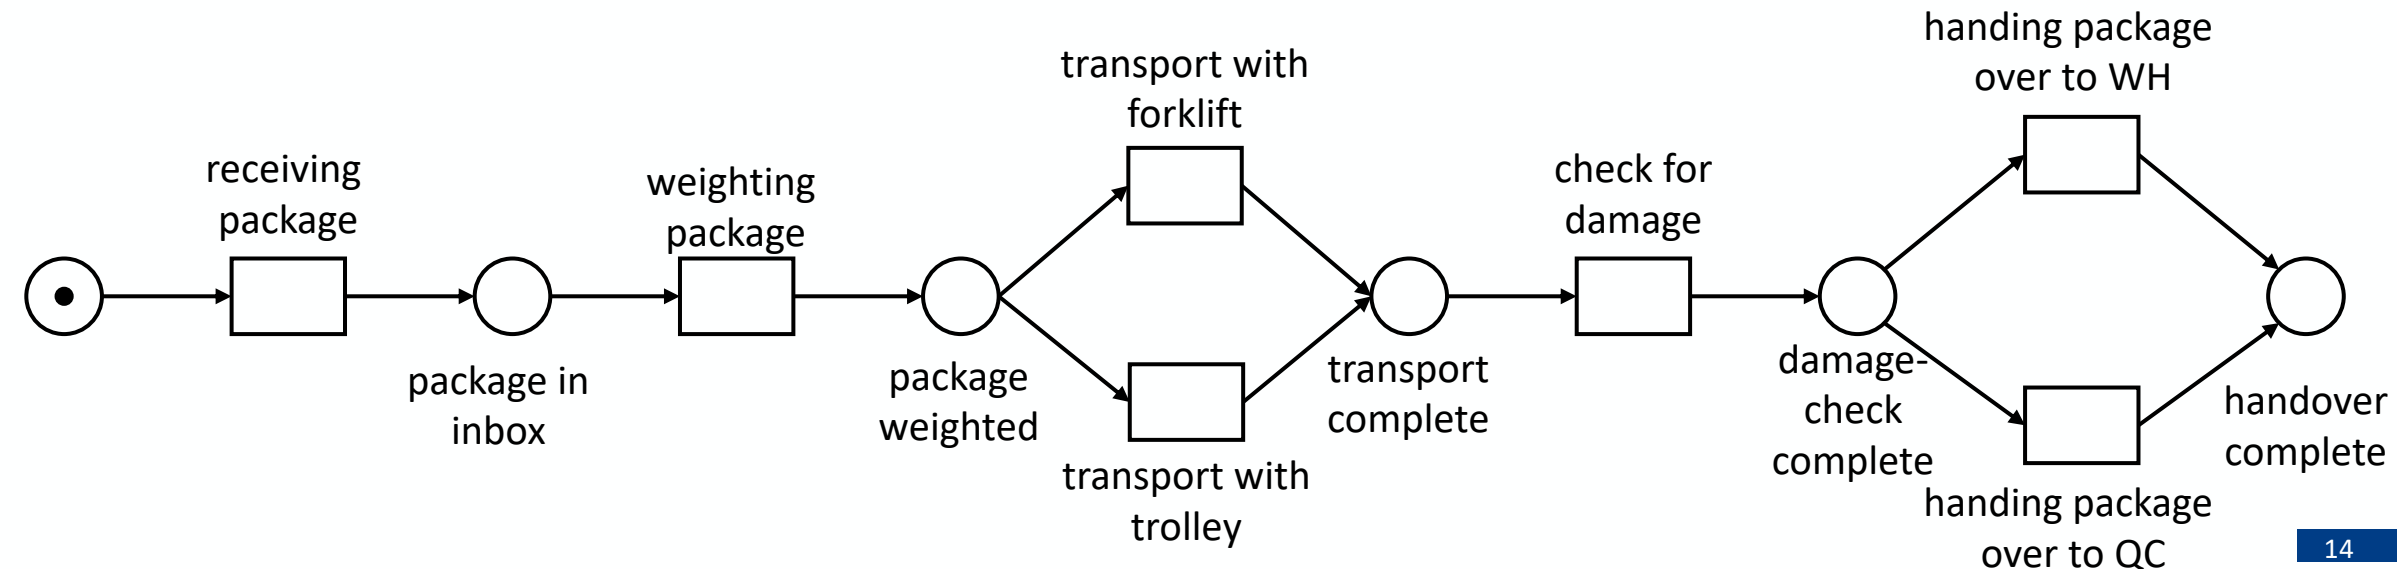 receiving
package
package in
inbox
weighting
package
package
weighted
transport with
forklift
transport with
trolley
transport
complete
check for
damage
damage-
check
complete
handing package
over to WH
handing package
over to QC
handover
complete
14